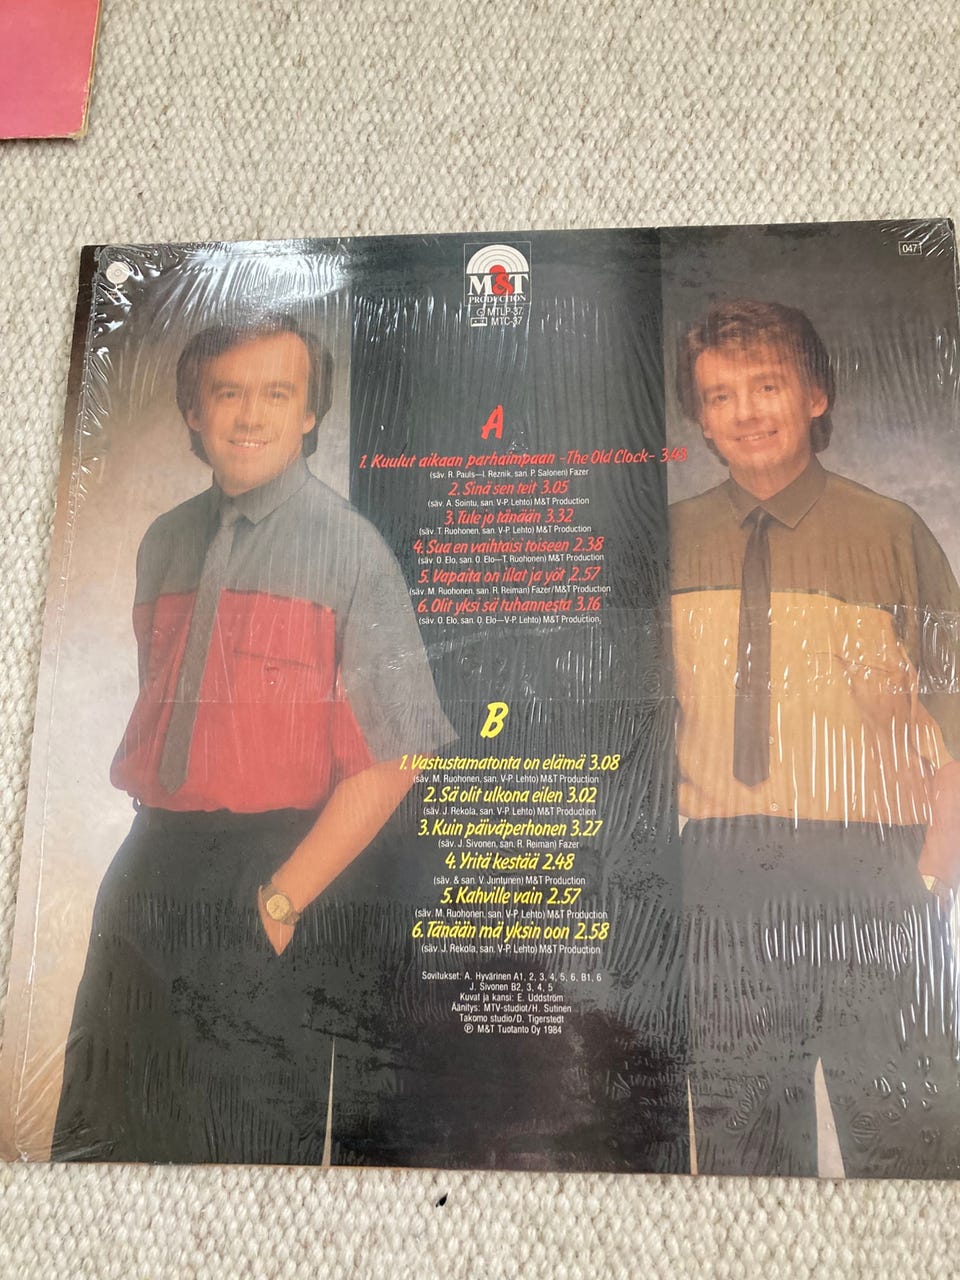 M&T
PRODUCTION
MTLP-37
MTC-37
047
A
1. Kuulut aikaan parhaimpaan -The Old Clock- 3.48
(säv. R. Pauls—I. Reznik, san. P. Salonen) Fazer
2. Sinä sen teit 3.05
(säv. A. Sointu, san. V-P. Lehto) M&T Production
3. Tule jo tänään 3.32
(säv. T. Ruohonen, san. V-P. Lehto) M&T Production
4. Sua en vaihtaisi toiseen 2.38
(säv. O. Elo, san. O. Elo—T. Ruohonen) M&T Production
5. Vapaita on illat ja yöt 2.57
(säv. M. Ruohonen, san. R. Reiman) Fazer/M&T Production
6. Olit yksi sä tuhannesta 3.16
(säv. O. Elo, san. O. Elo—V-P. Lehto) M&T Production
B
1. Vastustamatonta on elämä 3.08
(säv. M. Ruohonen, san. V-P. Lehto) M&T Production
2. Sä olit ulkona eilen 3.02
(säv. J. Rekola, san. V-P. Lehto) M&T Production
3. Kuin päiväperhonen 3.27
(säv. J. Sivonen, san. R. Reiman) Fazer
4. Yritä kestää 2.48
(säv. & san. V. Juntunen) M&T Production
5. Kahville vain 2.57
(säv. M. Ruohonen, san. V-P. Lehto) M&T Production
6. Tänään mä yksin oon 2.58
(säv. J. Rekola, san. V-P. Lehto) M&T Production
Sovitukset: A. Hyvärinen A1, 2, 3, 4, 5, 6, B1, 6
J. Sivonen B2, 3, 4, 5
Kuvat ja kansi: E. Uddström
Äänitys: MTV-studiot/H. Sutinen
Takomo studio/D. Tigerstedt
℗ M&T Tuotanto Oy 1984